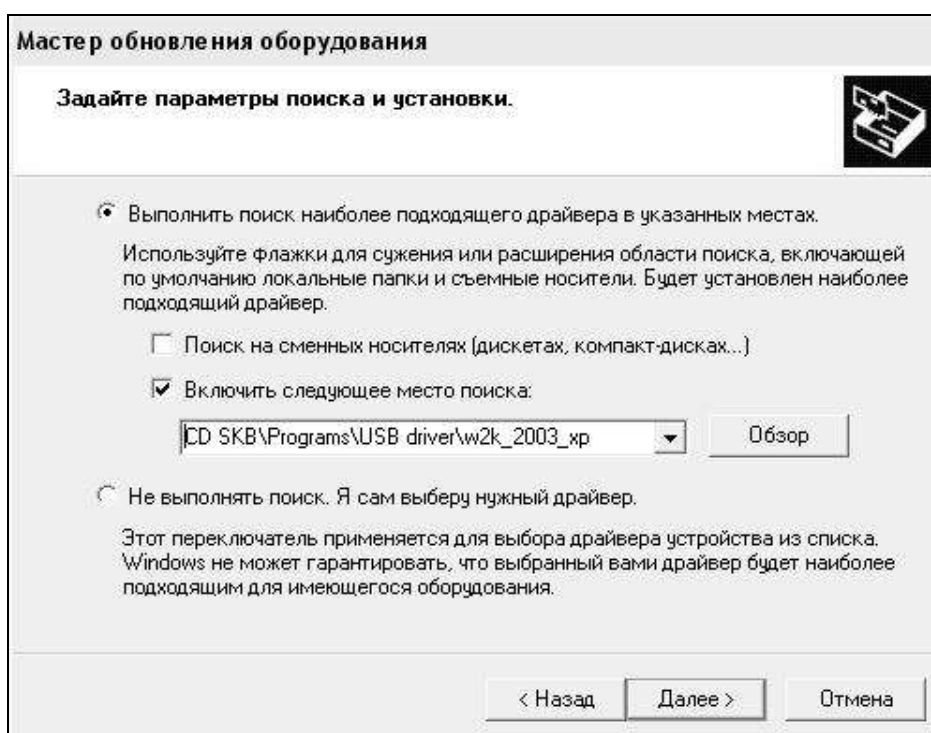 Мастер обновления оборудования
Задайте параметры поиска и установки.
Выполнить поиск наиболее подходящего драйвера в указанных местах.
Используйте флажки для сужения или расширения области поиска, включающей
по умолчанию локальные папки и съемные носители. Будет установлен наиболее
подходящий драйвер.
Поиск на сменных носителях (дискетах, компакт-дисках...)
Включить следующее место поиска:
CD SKB\Programs\USB driver\w2k_2003_xp
Обзор
Не выполнять поиск. Я сам выберу нужный драйвер.
Этот переключатель применяется для выбора драйвера устройства из списка.
Windows не может гарантировать, что выбранный вами драйвер будет наиболее
подходящим для имеющегося оборудования.
< Назад Далее > Отмена